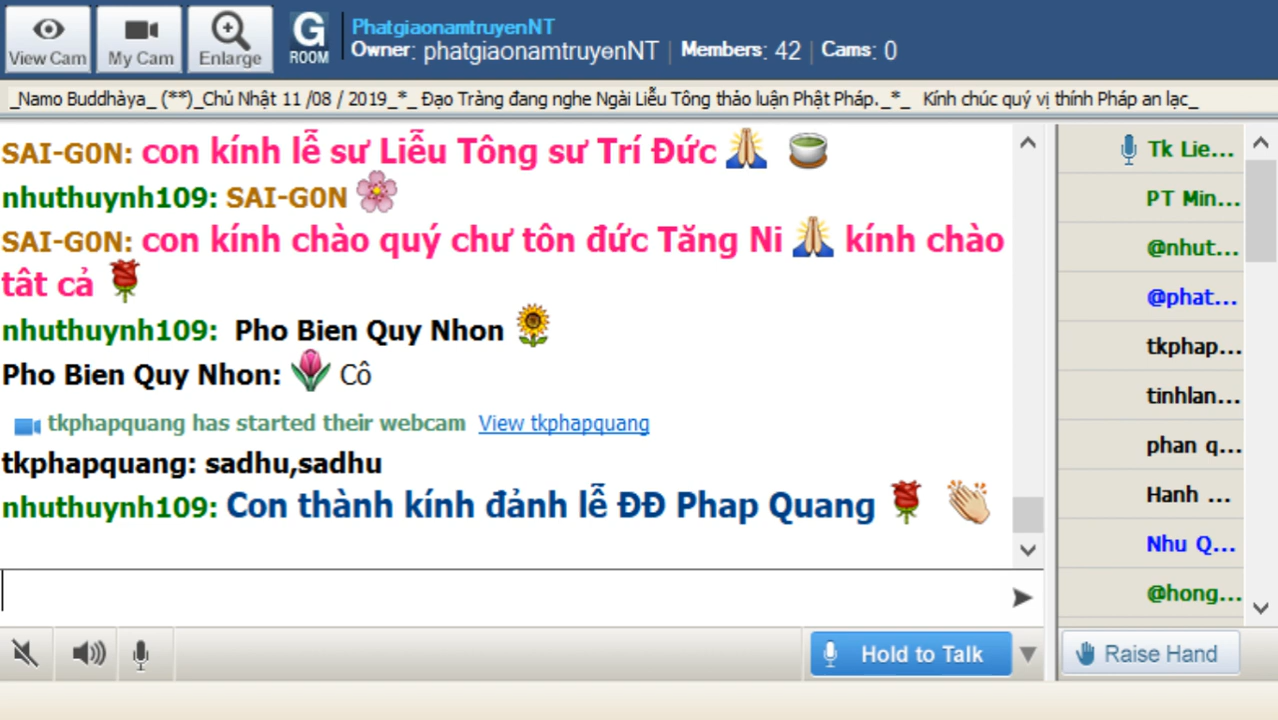 View Cam
My Cam
Enlarge
G
ROOM
PhatgiaonamtruyenNT
Owner: phatgiaonamtruyenNT | Members: 42 | Cams: 0
_Namo Buddhàya_ (**)_Chủ Nhật 11 /08 / 2019_*_ Đạo Tràng đang nghe Ngài Liễu Tông thảo luận Phật Pháp._*_ Kính chúc quý vị thính Pháp an lạc_
SAI-G0N: con kính lễ sư Liễu Tông sư Trí Đức 🙏 🍵
nhuthuynh109: SAI-G0N 🌸
SAI-G0N: con kính chào quý chư tôn đức Tăng Ni 🙏 kính chào
tât cả 🌹
nhuthuynh109: Pho Bien Quy Nhon 🌻
Pho Bien Quy Nhon: 🌷 Cô
tkphapquang has started their webcam View tkphapquang
tkphapquang: sadhu,sadhu
nhuthuynh109: Con thành kính đảnh lễ ĐĐ Phap Quang 🌹 👏
Tk Lie...
PT Min...
@nhut...
@phat...
tkphap...
tinhlan...
phan q...
Hanh ...
Nhu Q...
@hong...
Hold to Talk
Raise Hand